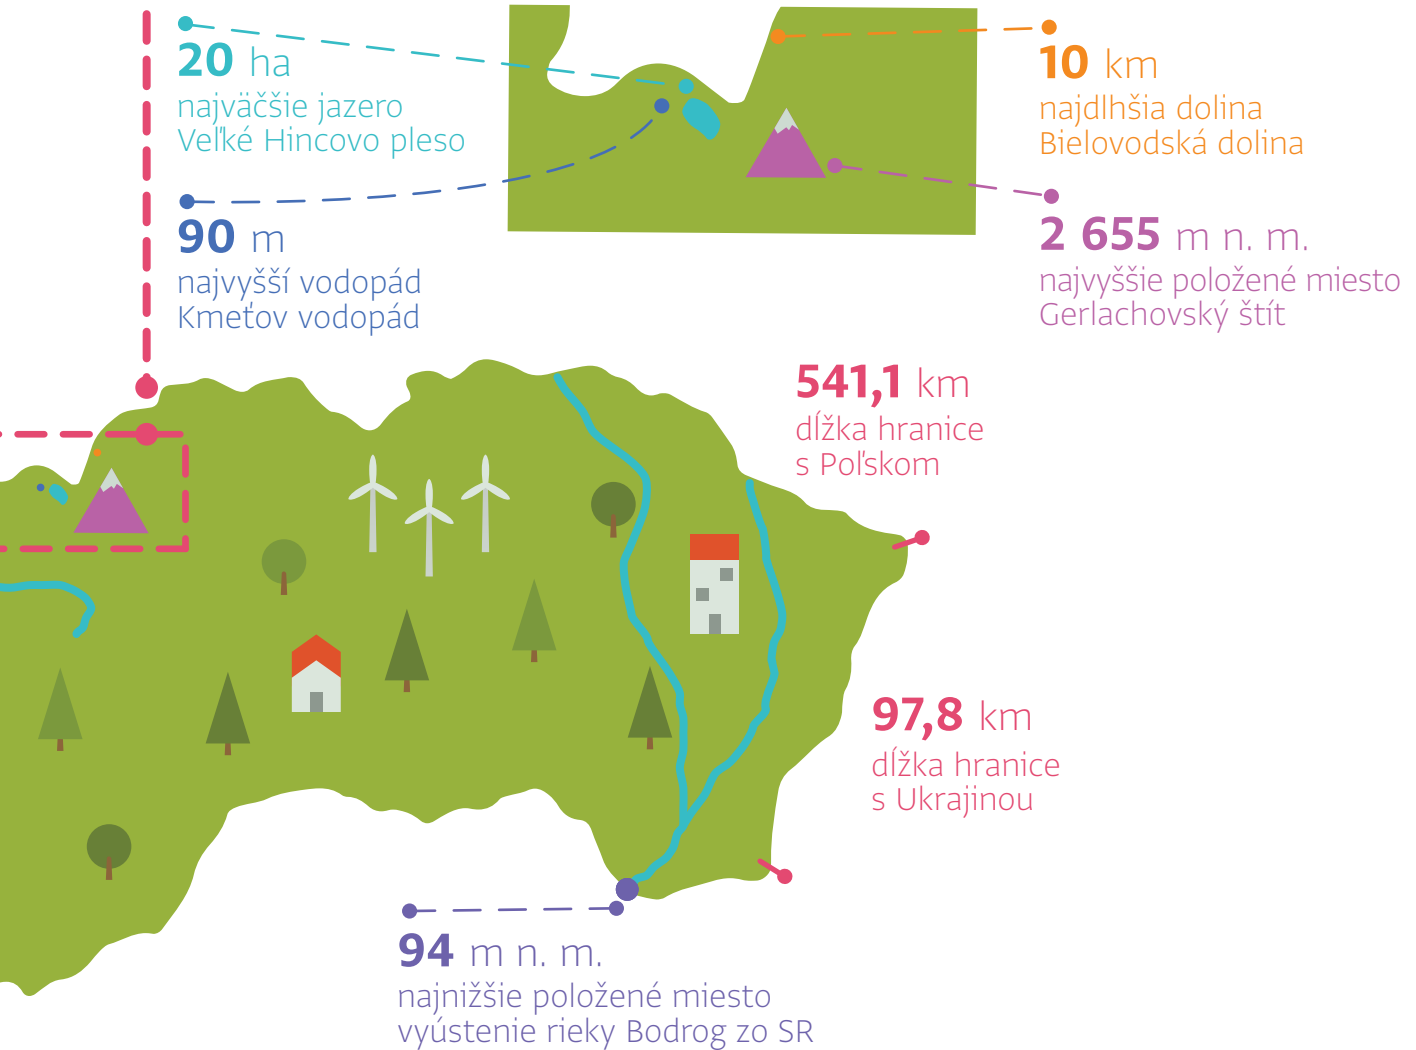 20 ha
najväčšie jazero
Veľké Hincovo pleso
90 m
najvyšší vodopád
Kmeťov vodopád
10 km
najdlhšia dolina
Bielovodská dolina
2 655 m n. m.
najvyššie položené miesto
Gerlachovský štít
541,1 km
dĺžka hranice
s Poľskom
97,8 km
dĺžka hranice
s Ukrajinou
94 m n. m.
najnižšie položené miesto
vyústenie rieky Bodrog zo SR